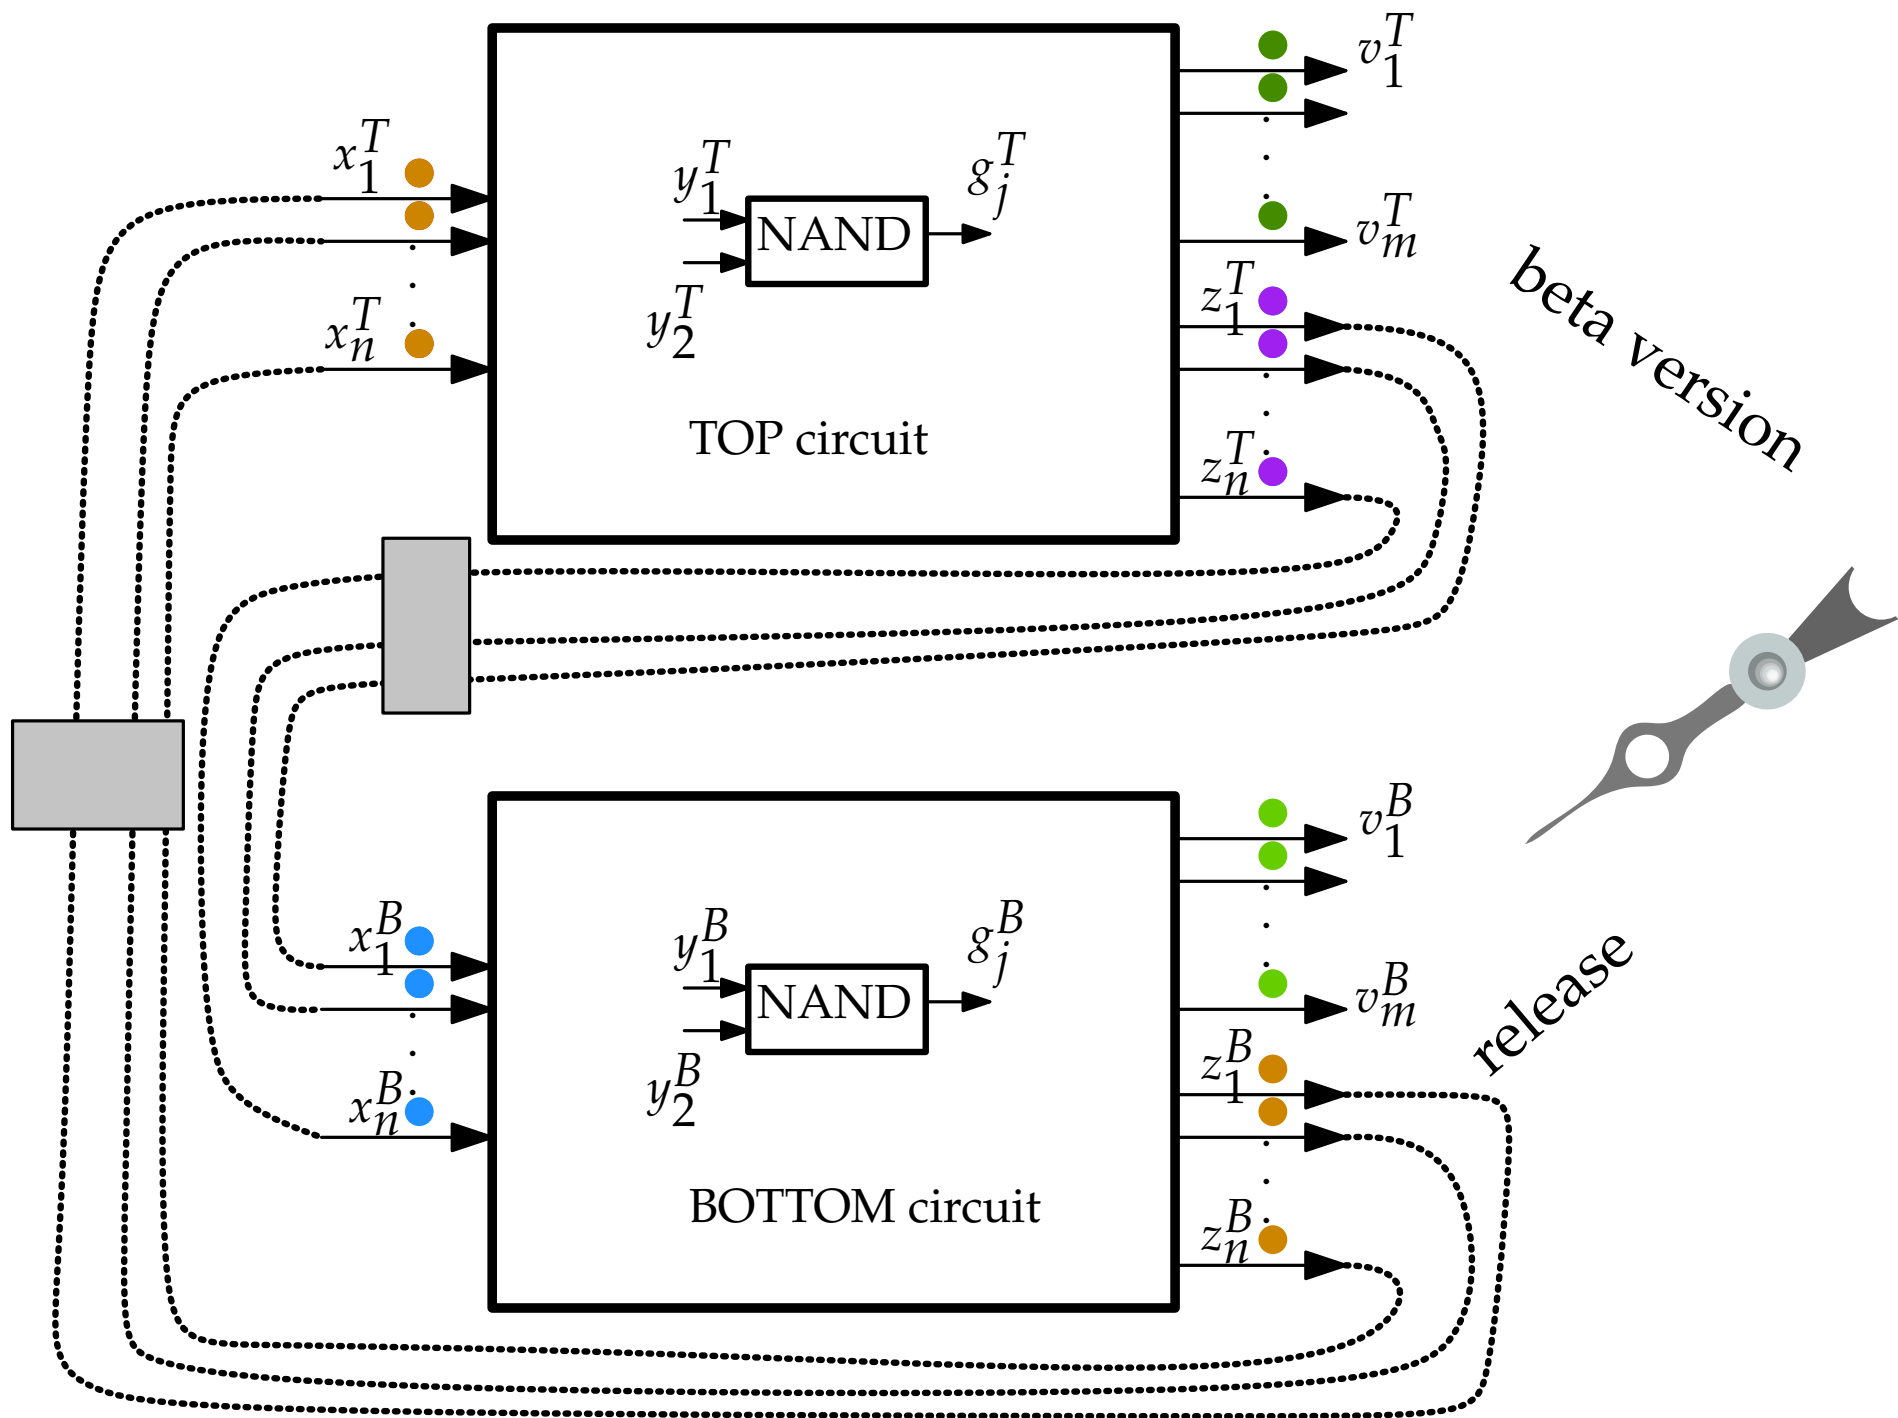 v_1^T
x_1^T
y_1^T
NAND
g_j^T
v_m^T
y_2^T
x_n^T
z_1^T
TOP circuit
z_n^T
beta version
v_1^B
x_1^B
y_1^B
NAND
g_j^B
v_m^B
y_2^B
x_n^B
z_1^B
BOTTOM circuit
z_n^B
release